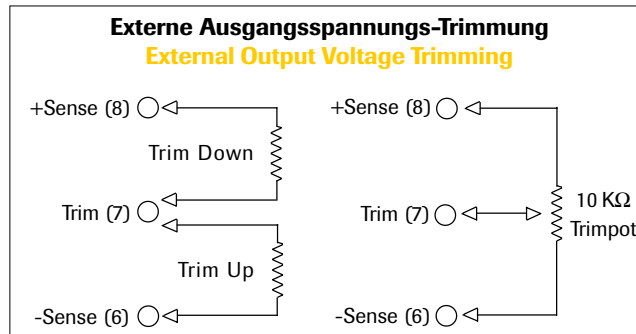 Externe Ausgangsspannungs-Trimmung
External Output Voltage Trimming
+Sense (8)
Trim Down
Trim (7)
Trim Up
-Sense (6)
+Sense (8)
Trim (7)
10 KΩ
Trimpot
-Sense (6)